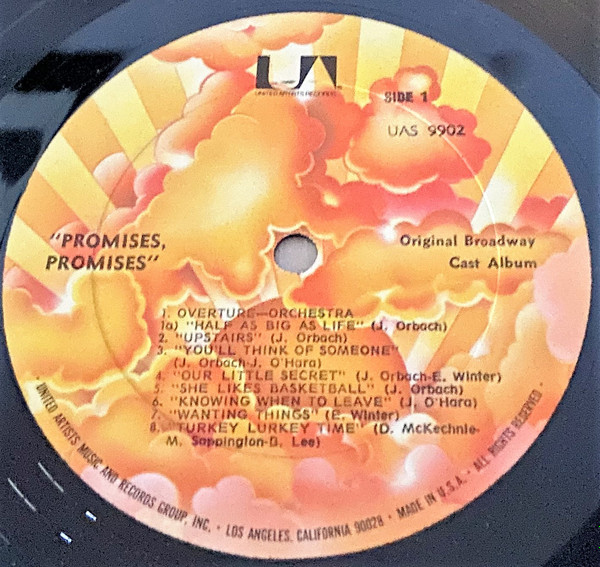 UA
UNITED ARTISTS RECORDS
SIDE 1
UAS 9902
"PROMISES,
PROMISES"
Original Broadway
Cast Album
1. OVERTURE—ORCHESTRA
1a) "HALF AS BIG AS LIFE" (J. Orbach)
2. "UPSTAIRS" (J. Orbach)
3. "YOU'LL THINK OF SOMEONE"
(J. Orbach-J. O'Hara)
4. "OUR LITTLE SECRET" (J. Orbach-E. Winter)
5. "SHE LIKES BASKETBALL" (J. Orbach)
6. "KNOWING WHEN TO LEAVE" (J. O'Hara)
7. "WANTING THINGS" (E. Winter)
8. "TURKEY LURKEY TIME" (D. McKechnie-
M. Sappington-B. Lee)
· UNITED ARTISTS MUSIC AND RECORDS GROUP, INC. · LOS ANGELES, CALIFORNIA 90028 · MADE IN U.S.A. · ALL RIGHTS RESERVED ·